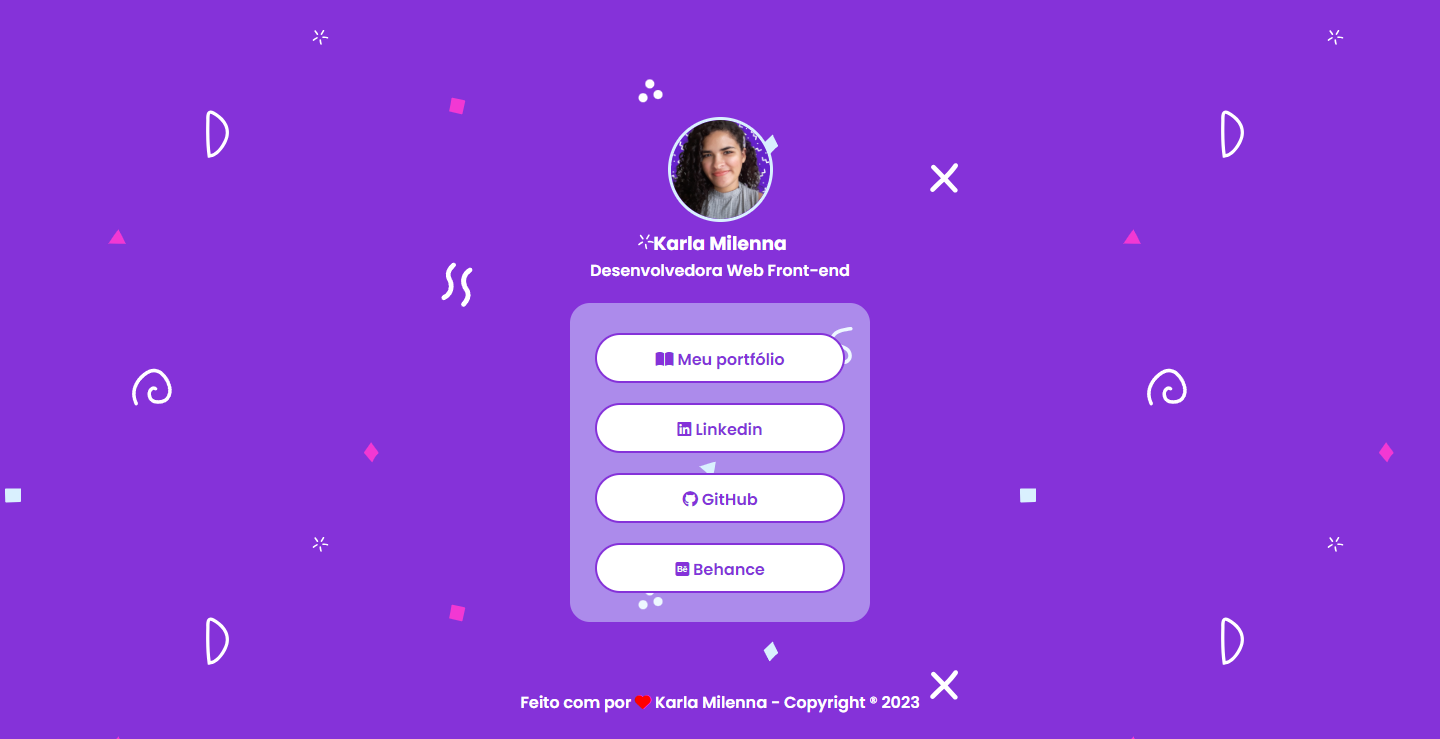 Karla Milenna
Desenvolvedora Web Front-end
Meu portfólio
Linkedin
GitHub
Behance
Feito com por ❤ Karla Milenna - Copyright ® 2023